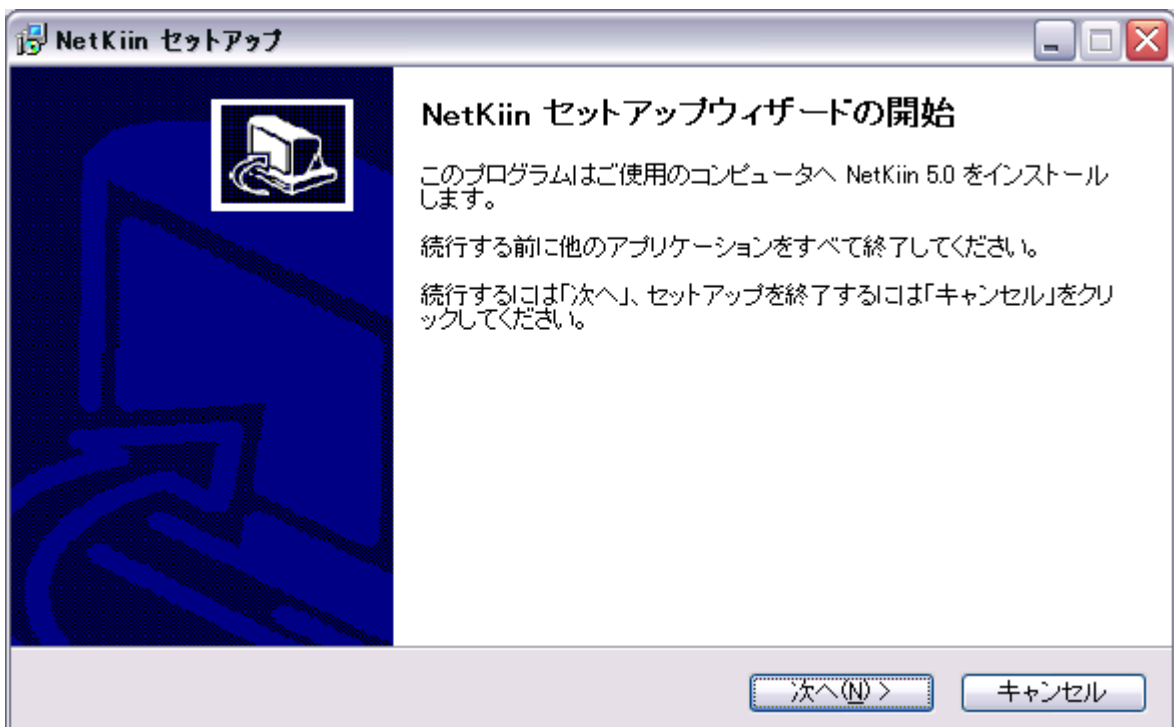 NetKiin セットアップ
NetKiin セットアップウィザードの開始
このプログラムはご使用のコンピュータへ NetKiin 5.0 をインストール
します。
続行する前に他のアプリケーションをすべて終了してください。
続行するには「次へ」、セットアップを終了するには「キャンセル」をクリ
ックしてください。
次へ(N) >
キャンセル